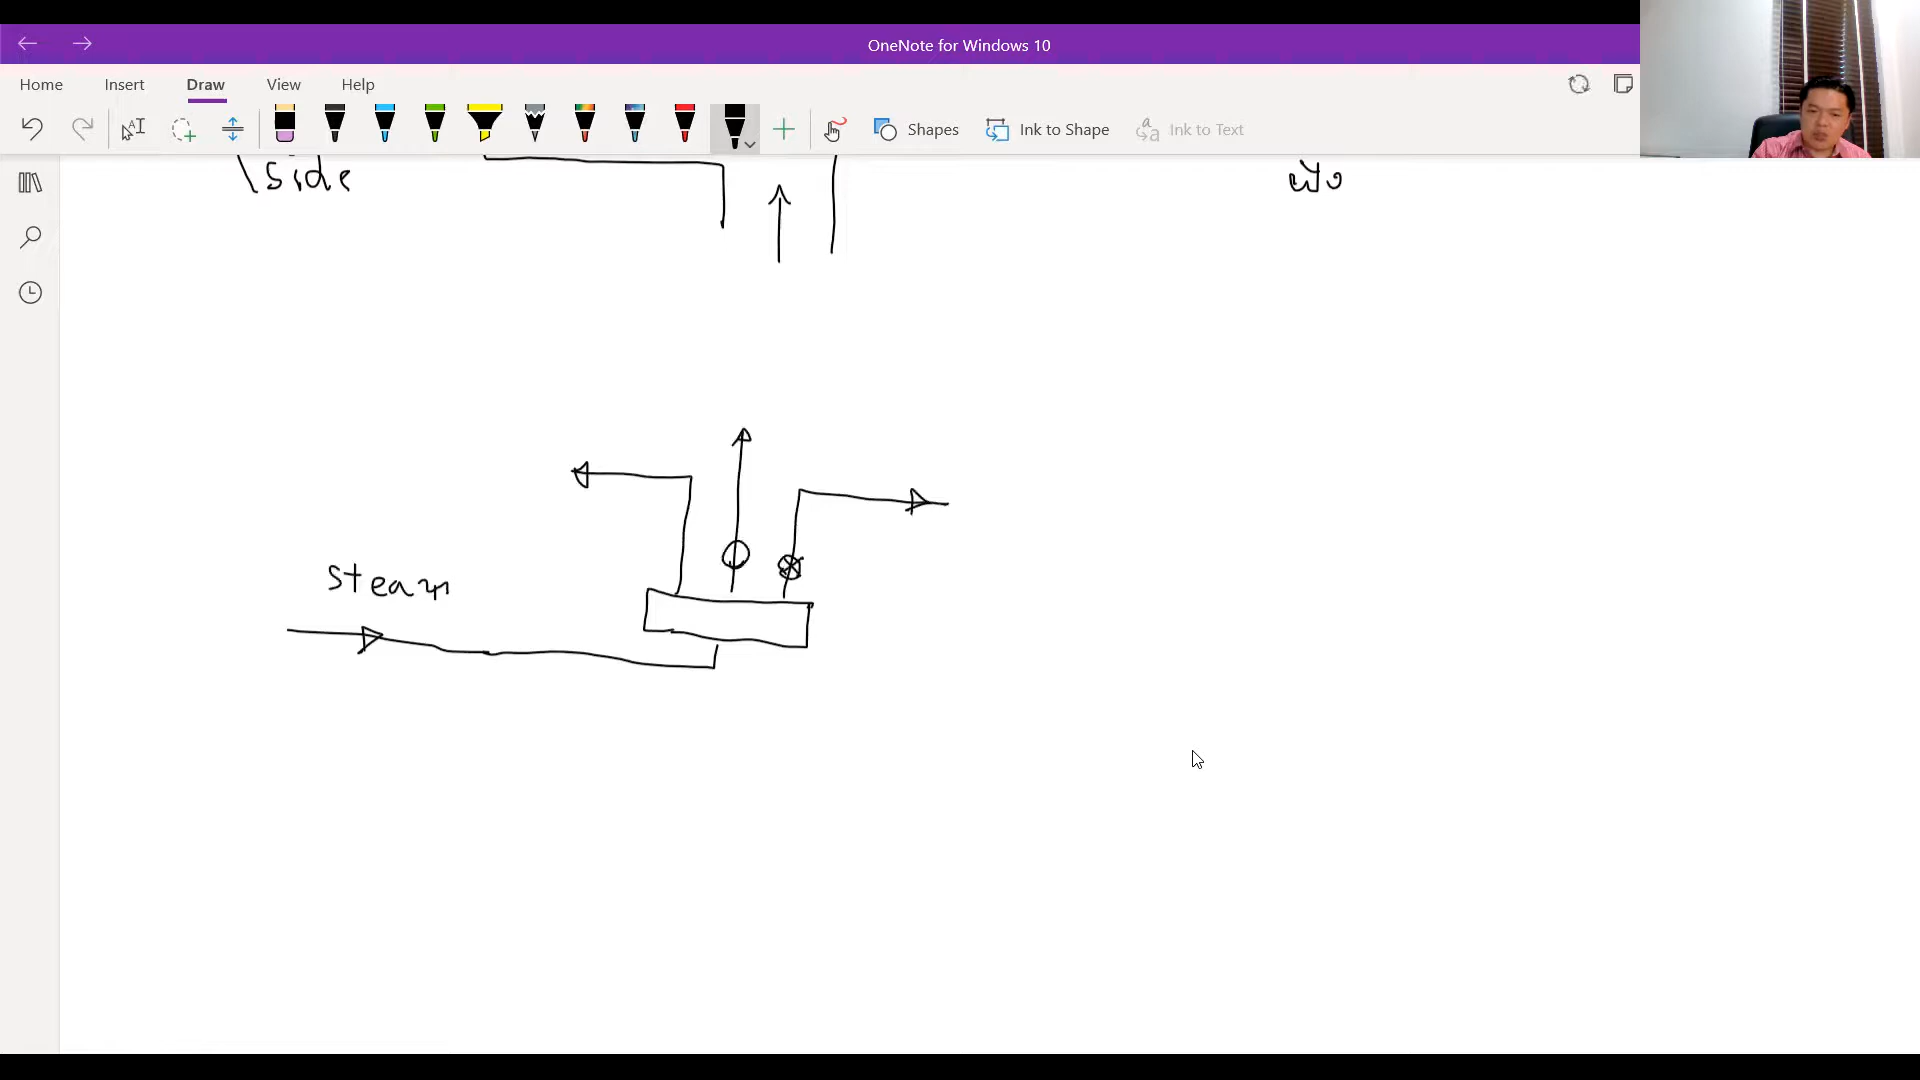 OneNote for Windows 10
Home Insert Draw View Help
Shapes Ink to Shape Ink to Text
side
steam